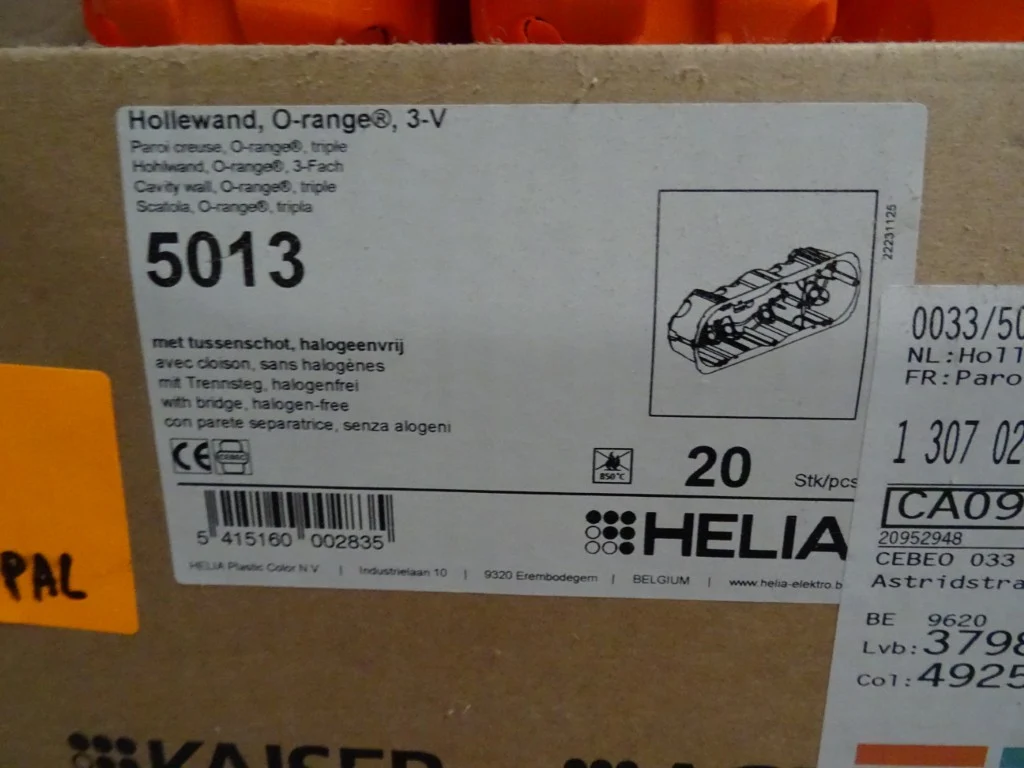 Hollewand, O-range®, 3-V
Paroi creuse, O-range®, triple
Hohlwand, O-range®, 3-Fach
Cavity wall, O-range®, triple
Scatola, O-range®, tripla
5013
22231125
met tussenschot, halogeenvrij
avec cloison, sans halogènes
mit Trennsteg, halogenfrei
with bridge, halogen-free
con parete separatrice, senza alogeni
CE CEBEC
850°C
20 Stk/pcs
5 415160 002835
HELIA
HELIA Plastic Color N.V | Industrielaan 10 | 9320 Erembodegem | BELGIUM | www.helia-elektro.b
0033/50
NL:Holl
FR:Paro
1 307 02
CA09
20952948
CEBEO 033
Astridstra
BE 9620
Lvb:3798
Col:4925
PAL
KAISER